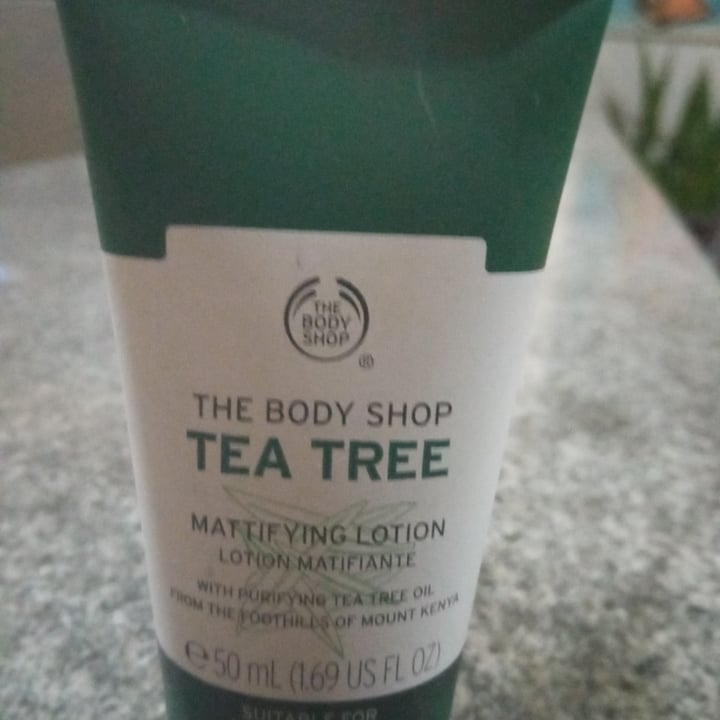 THE
BODY
SHOP
®
THE BODY SHOP
TEA TREE
MATTIFYING LOTION
LOTION MATIFIANTE
WITH PURIFYING TEA TREE OIL
FROM THE FOOTHILLS OF MOUNT KENYA
℮ 50 mL (1.69 US FL OZ)
SUITABLE FOR